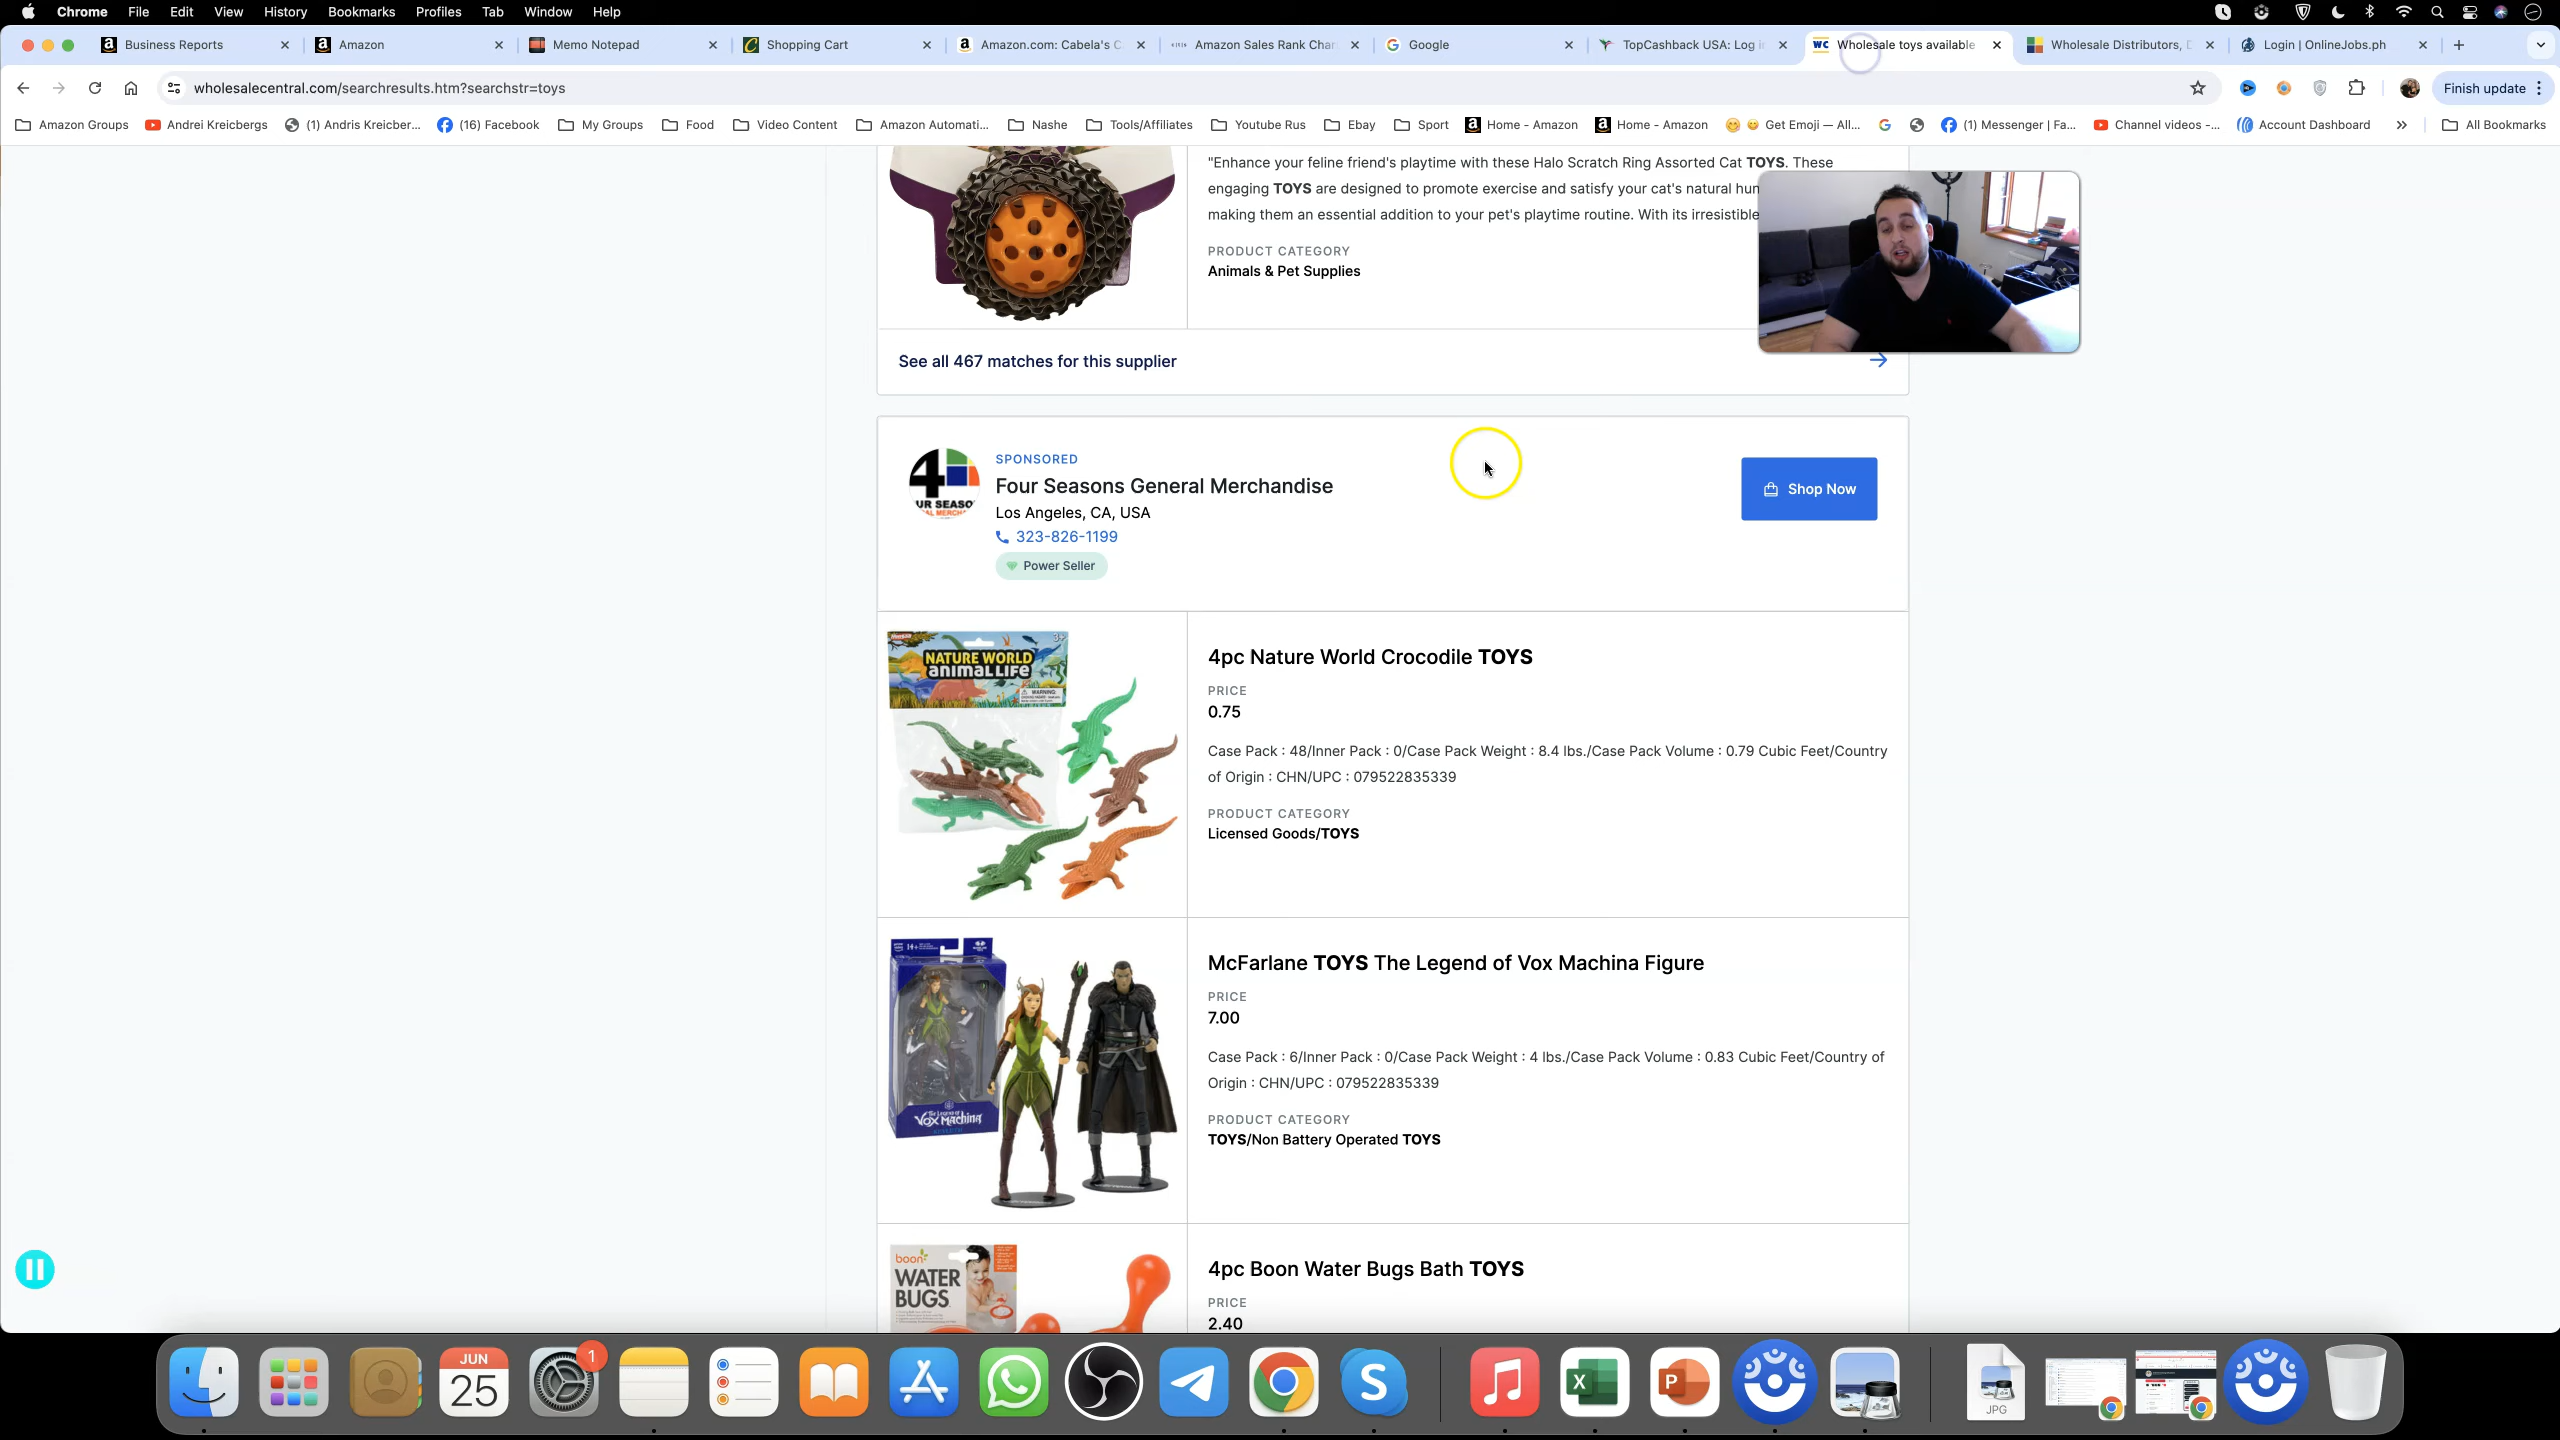 Chrome File Edit View History Bookmarks Profiles Tab Window Help
Business Reports
Amazon
Memo Notepad
Shopping Cart
Amazon.com: Cabela's C
Amazon Sales Rank Char
Google
TopCashback USA: Log i
Wholesale toys available
Wholesale Distributors, D
Login | OnlineJobs.ph
wholesalecentral.com/searchresults.htm?searchstr=toys
Finish update
Amazon Groups
Andrei Kreicbergs
(1) Andris Kreicber...
(16) Facebook
My Groups
Food
Video Content
Amazon Automati...
Nashe
Tools/Affiliates
Youtube Rus
Ebay
Sport
Home - Amazon
Home - Amazon
Get Emoji — All...
(1) Messenger | Fa...
Channel videos -...
Account Dashboard
All Bookmarks
"Enhance your feline friend's playtime with these Halo Scratch Ring Assorted Cat TOYS. These
engaging TOYS are designed to promote exercise and satisfy your cat's natural hun
making them an essential addition to your pet's playtime routine. With its irresistible
PRODUCT CATEGORY
Animals & Pet Supplies
See all 467 matches for this supplier
SPONSORED
Four Seasons General Merchandise
Los Angeles, CA, USA
323-826-1199
Power Seller
Shop Now
4
UR SEASO
NATURE WORLD
animal LIFE
3+
WARNING
4pc Nature World Crocodile TOYS
PRICE
0.75
Case Pack : 48/Inner Pack : 0/Case Pack Weight : 8.4 lbs./Case Pack Volume : 0.79 Cubic Feet/Country
of Origin : CHN/UPC : 079522835339
PRODUCT CATEGORY
Licensed Goods/TOYS
McFarlane TOYS The Legend of Vox Machina Figure
PRICE
7.00
Case Pack : 6/Inner Pack : 0/Case Pack Weight : 4 lbs./Case Pack Volume : 0.83 Cubic Feet/Country of
Origin : CHN/UPC : 079522835339
PRODUCT CATEGORY
TOYS/Non Battery Operated TOYS
14+
The Legend of
VOX MACHINA
boon
WATER
BUGS
4pc Boon Water Bugs Bath TOYS
PRICE
2.40
JUN
25
1
JPG